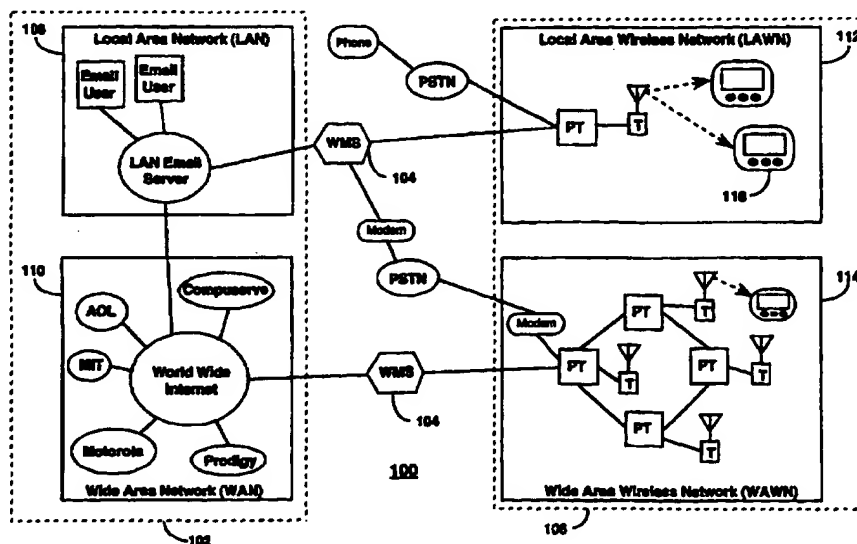 108
Local Area Network (LAN)
Email User
Email User
LAN Email Server
110
Compuserve
AOL
MIT
World Wide Internet
Motorola
Prodigy
Wide Area Network (WAN)
102
Phone
PSTN
WMS
104
Modem
PSTN
Modem
WMS
104
100
Local Area Wireless Network (LAWN)
112
PT
T
116
114
PT
T
PT
T
PT
T
PT
T
Wide Area Wireless Network (WAWN)
106